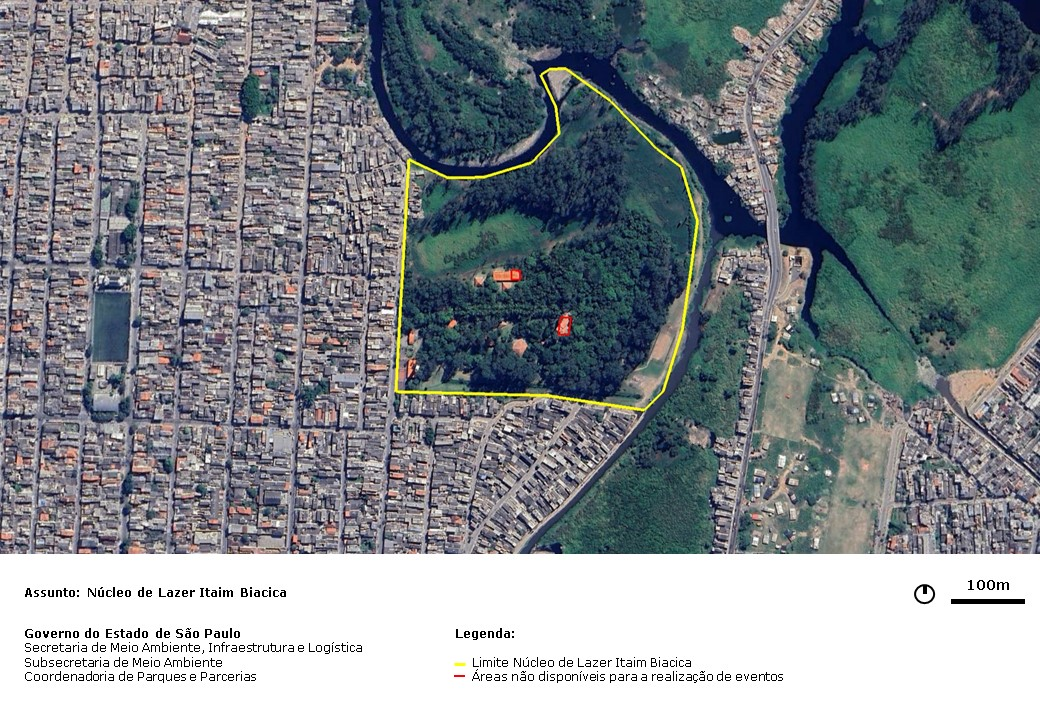 Assunto: Núcleo de Lazer Itaim Biacica
100m
Governo do Estado de São Paulo
Secretaria de Meio Ambiente, Infraestrutura e Logística
Subsecretaria de Meio Ambiente
Coordenadoria de Parques e Parcerias
Legenda:
Limite Núcleo de Lazer Itaim Biacica
Áreas não disponíveis para a realização de eventos